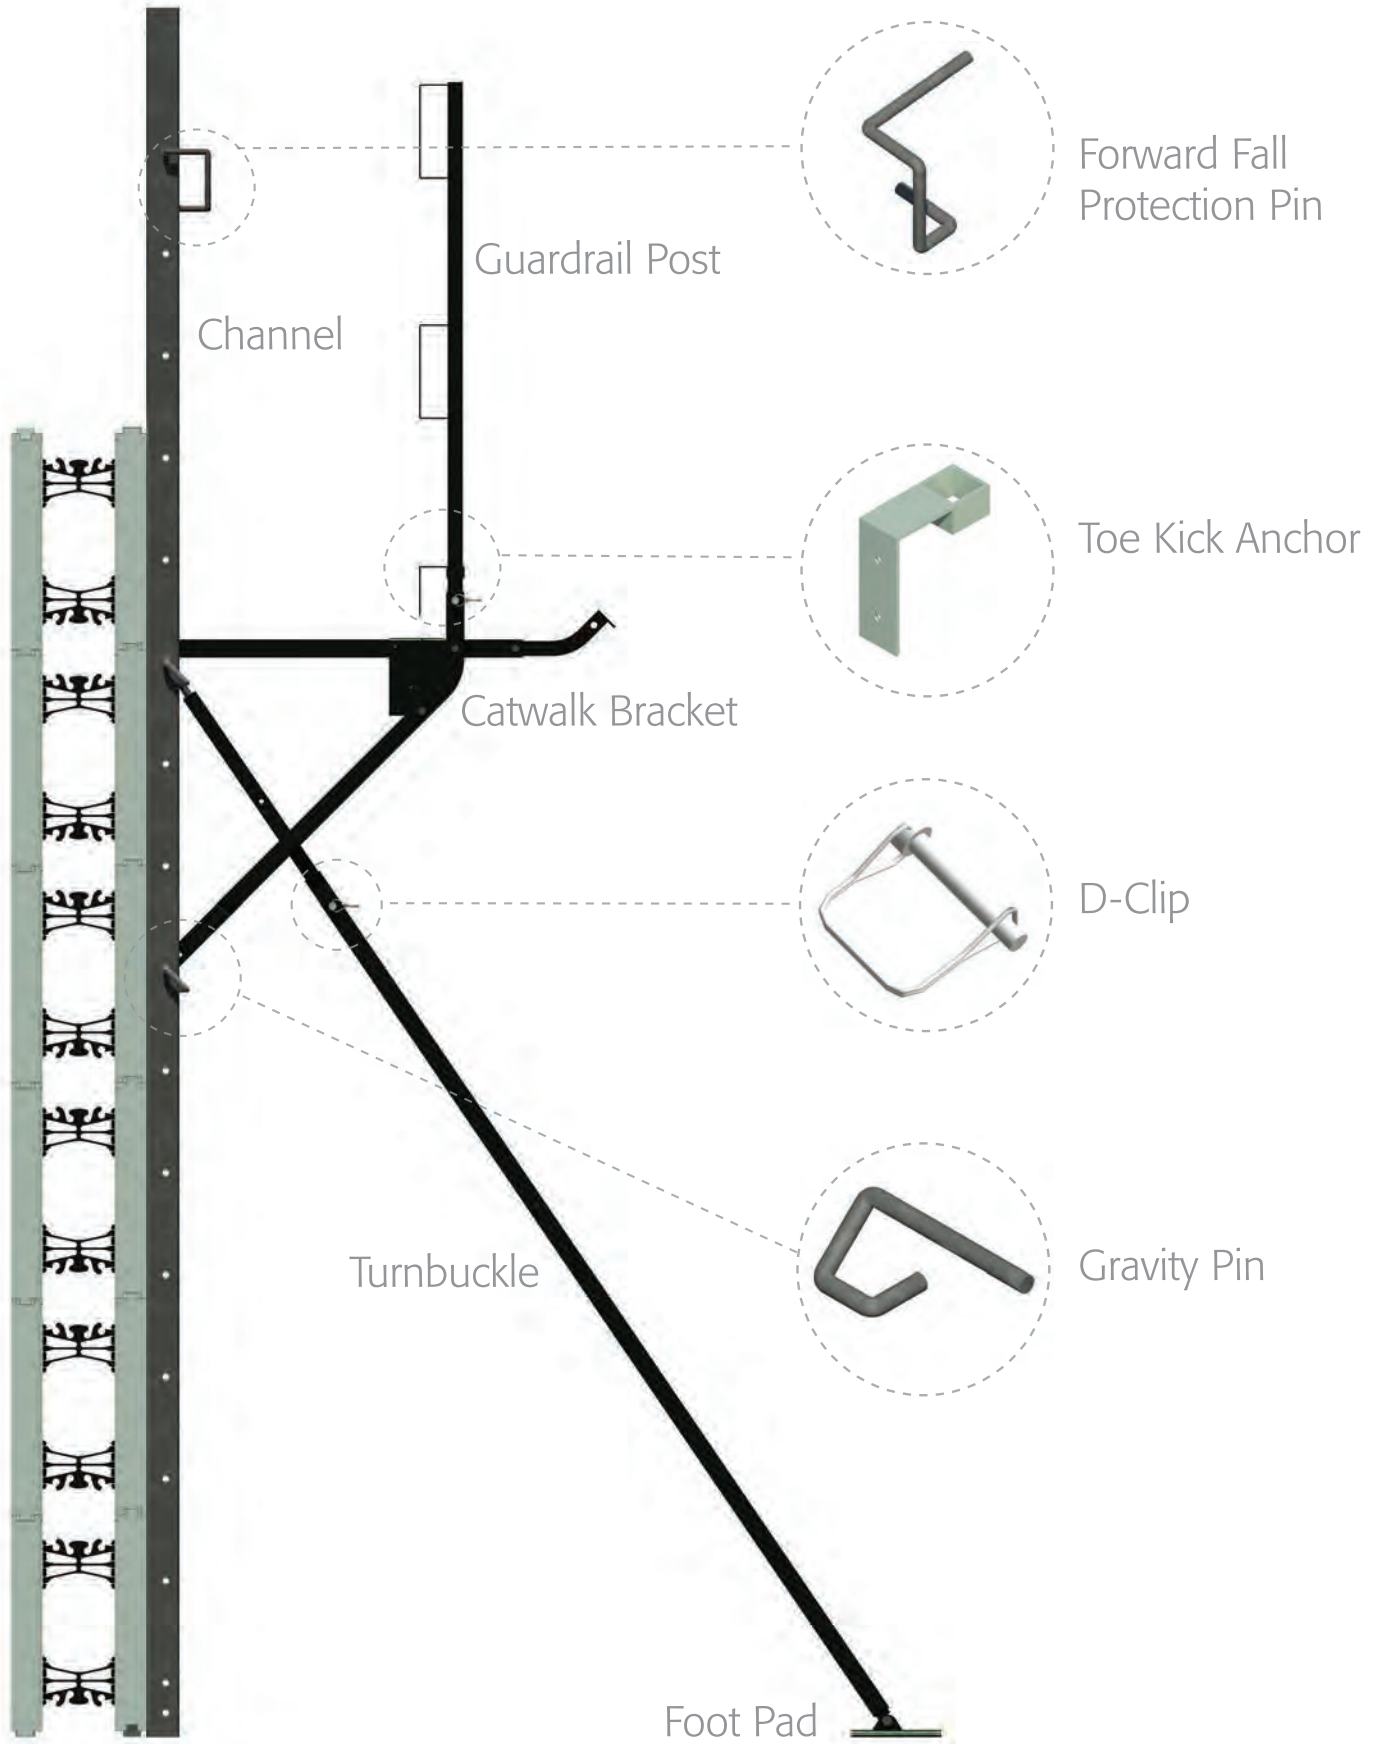 Forward Fall
Protection Pin
Guardrail Post
Channel
Toe Kick Anchor
Catwalk Bracket
D-Clip
Turnbuckle
Gravity Pin
Foot Pad